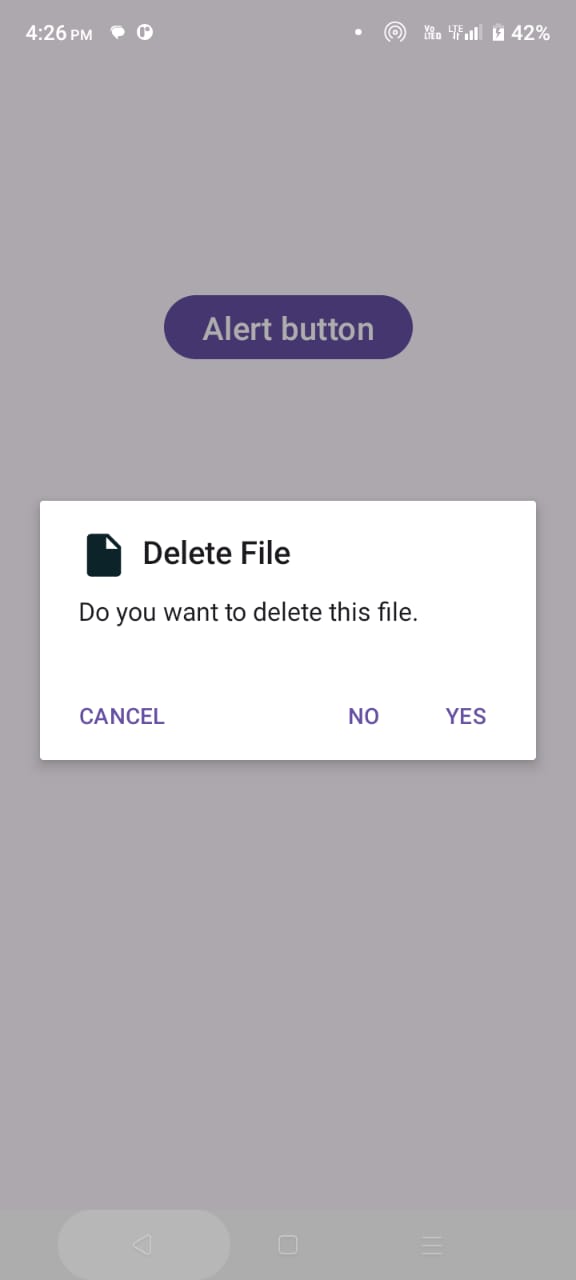 4:26 PM Vo LTE D LTE 42%
Alert button
Delete File
Do you want to delete this file.
CANCEL NO YES